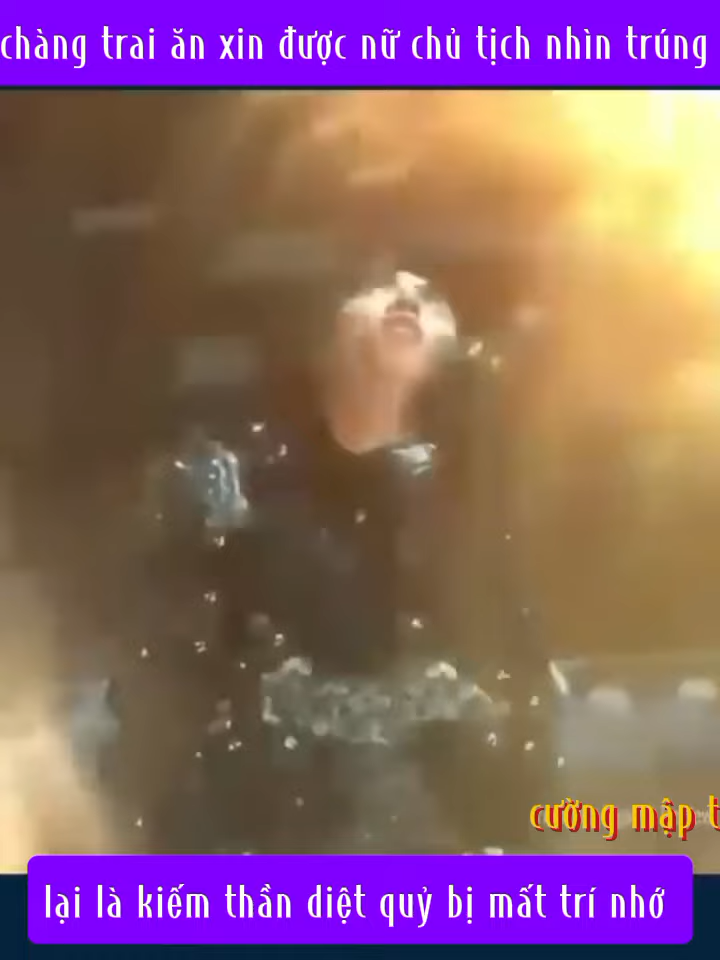 chàng trai ăn xin được nữ chủ tịch nhìn trúng
cường mập
lại là kiếm thần diệt quỷ bị mất trí nhớ